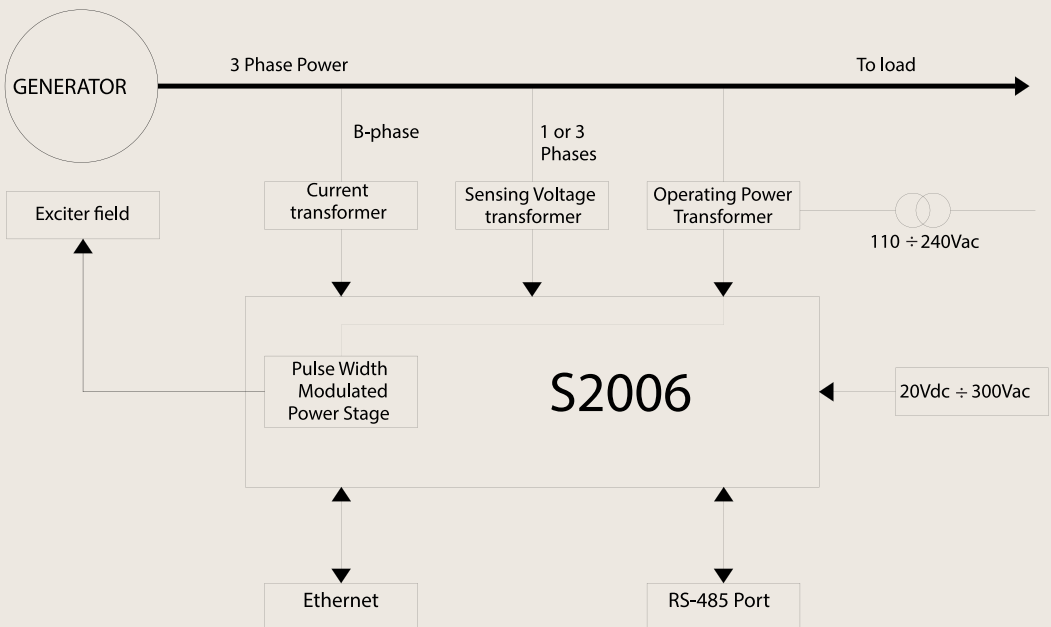 3 Phase Power
To load
GENERATOR
B-phase
1 or 3
Phases
Current
transformer
Sensing Voltage
transformer
Operating Power
Transformer
Exciter field
110 ÷240Vac
Pulse Width
Modulated
Power Stage
S2006
20Vdc ÷ 300Vac
Ethernet
RS-485 Port